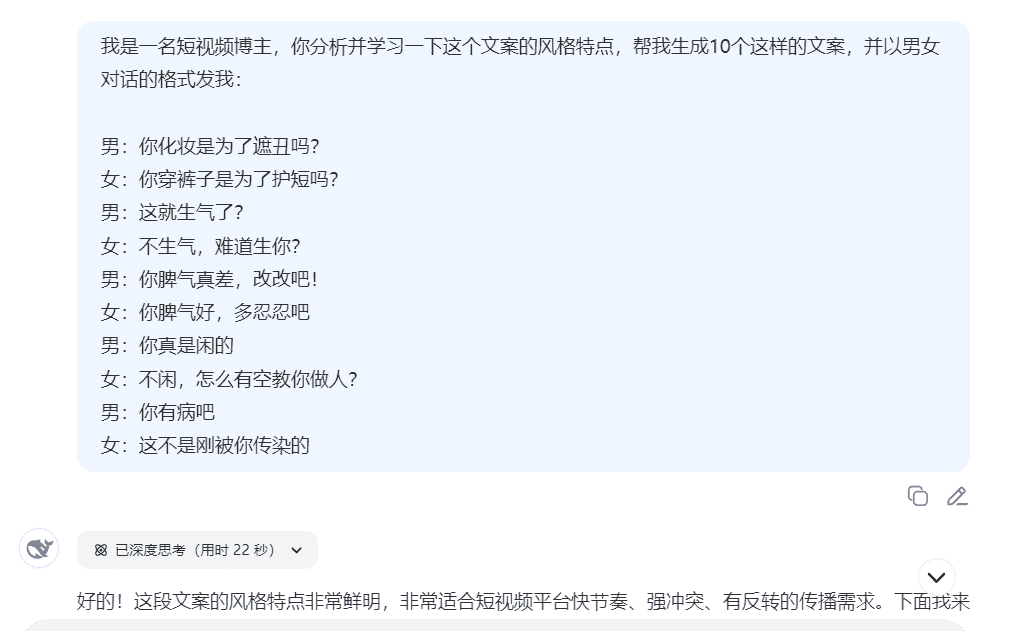 我是一名短视频博主，你分析并学习一下这个文案的风格特点，帮我生成10个这样的文案，并以男女
对话的格式发我：
男：你化妆是为了遮丑吗？
女：你穿裤子是为了护短吗？
男：这就生气了？
女：不生气，难道生你？
男：你脾气真差，改改吧！
女：你脾气好，多忍忍吧
男：你真是闲的
女：不闲，怎么有空教你做人？
男：你有病吧
女：这不是刚被你传染的
已深度思考（用时 22 秒）
好的！这段文案的风格特点非常鲜明，非常适合短视频平台快节奏、强冲突、有反转的传播需求。下面我来